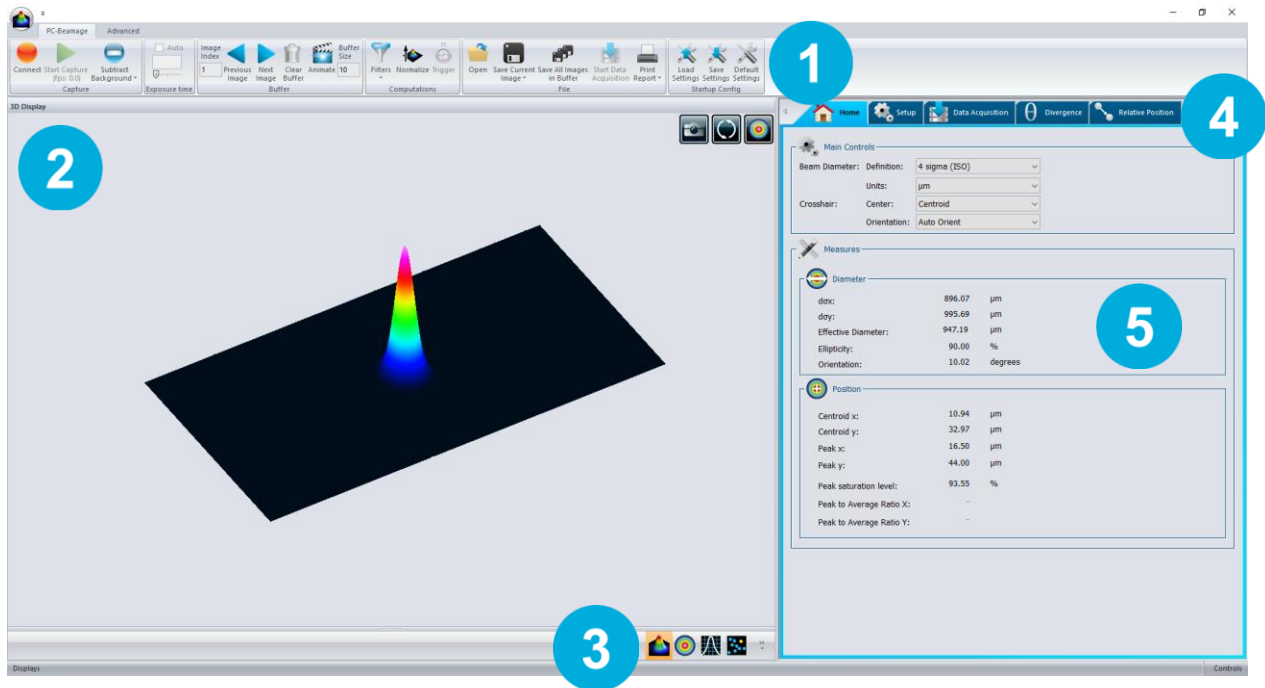 PC-Beamage Advanced
Connect Start Capture (fps: 0.0) Subtract Background
Capture
Auto
Exposure time
Image Index 1 Previous Image Next Image Clear Buffer Animate Buffer Size 10
Buffer
Filters Normalize Trigger
Computations
Open Save Current Image Save All Images in Buffer Start Data Acquisition Print Report
File
Load Settings Save Settings Default Settings
Startup Config
1
3D Display
2
Home Setup Data Acquisition Divergence Relative Position
4
Main Controls
Beam Diameter: Definition: 4 sigma (ISO)
Units: µm
Crosshair: Center: Centroid
Orientation: Auto Orient
Measures
Diameter
dσx: 896.07 µm
dσy: 995.69 µm
Effective Diameter: 947.19 µm
Ellipticity: 90.00 %
Orientation: 10.02 degrees
5
Position
Centroid x: 10.94 µm
Centroid y: 32.97 µm
Peak x: 16.50 µm
Peak y: 44.00 µm
Peak saturation level: 93.55 %
Peak to Average Ratio X: -
Peak to Average Ratio Y: -
3
Displays
Controls